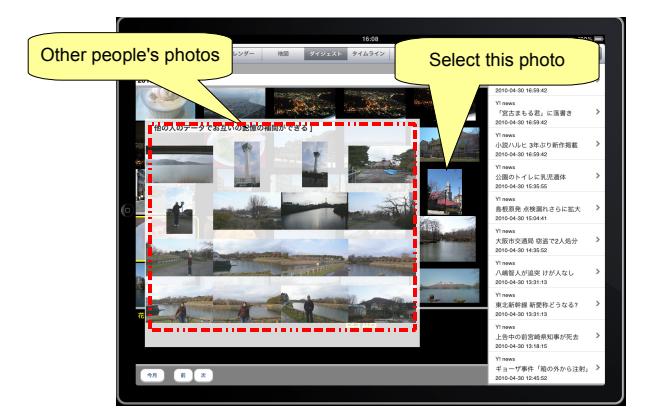 Other people's photos
Select this photo
16:08
地図
ダイジェスト
タイムライン
他の人のデータでお互いの記憶の補間ができる ]
2010-04-30 16:59:42
Y! news
「宮古まもる君」に落書き
2010-04-30 16:59:42
Y! news
小説ハルヒ 3年ぶり新作掲載
2010-04-30 16:59:42
Y! news
公園のトイレに乳児遺体
2010-04-30 15:35:55
Y! news
島根原発 点検漏れさらに拡大
2010-04-30 15:04:41
Y! news
大阪市交通局 窃盗で2人処分
2010-04-30 14:35:52
Y! news
八嶋智人が追突 けが人なし
2010-04-30 13:31:13
Y! news
東北新幹線 新愛称どうなる?
2010-04-30 13:31:13
Y! news
上告中の前宮崎県知事が死去
2010-04-30 13:18:15
Y! news
ギョーザ事件「箱の外から注射」
2010-04-30 12:45:52
花
今月
前
次